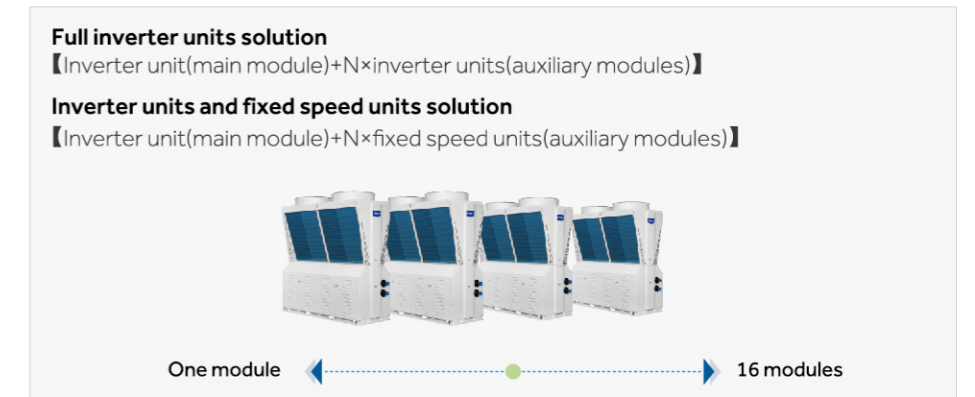 Full inverter units solution
【Inverter unit(main module)+N×inverter units(auxiliary modules)】
Inverter units and fixed speed units solution
【Inverter unit(main module)+N×fixed speed units(auxiliary modules)】
One module
16 modules